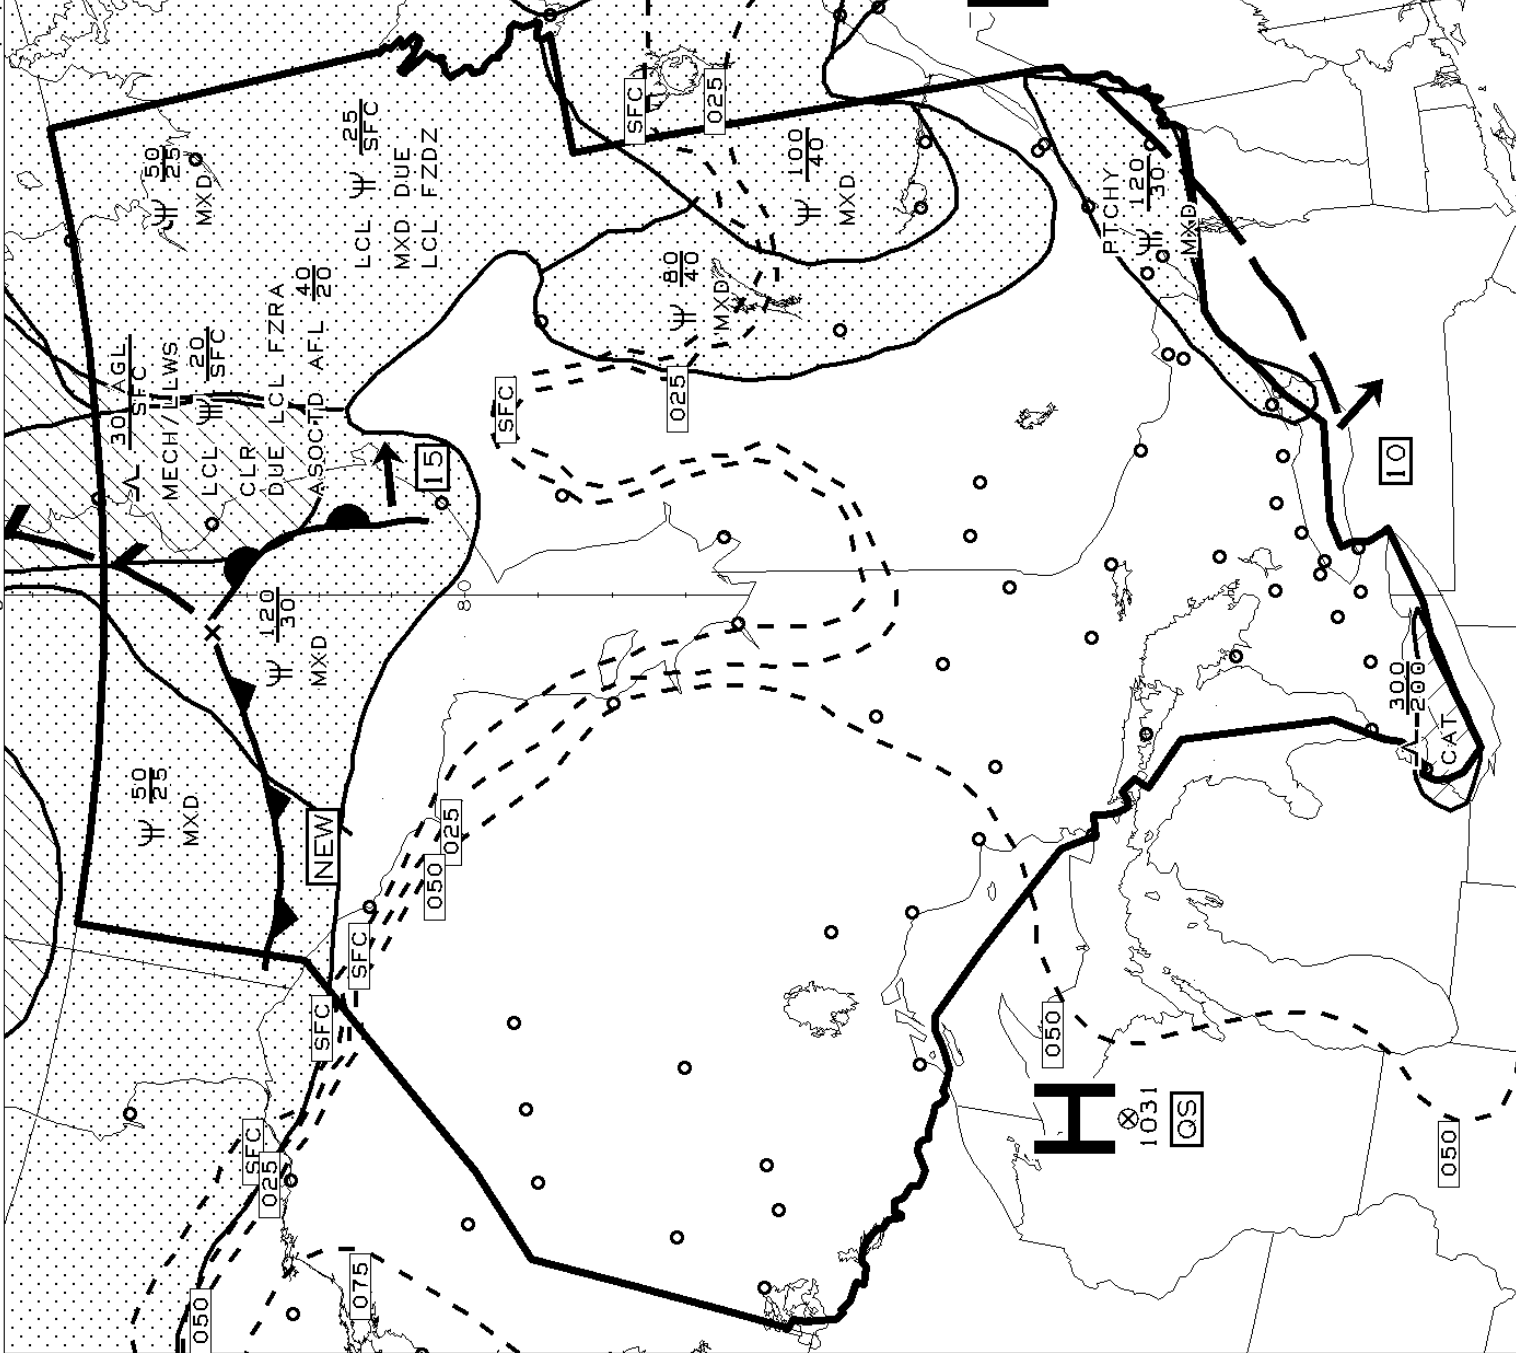 50
25
MXD
LCL
25
SFC
MXD DUE
LCL FZDZ
30 AGL
SFC
MECH/LLWS
LCL
20
SFC
CLR
DUE LCL FZRA
ASOCTD AFL
40
20
120
30
MXD
50
25
MXD
80
40
MXD
100
40
MXD
PTCHY
120
30
MXD
300
200
CAT
SFC
025
SFC
025
15
10
80
NEW
025
050
SFC
SFC
SFC
025
050
075
050
050
H
1031
QS